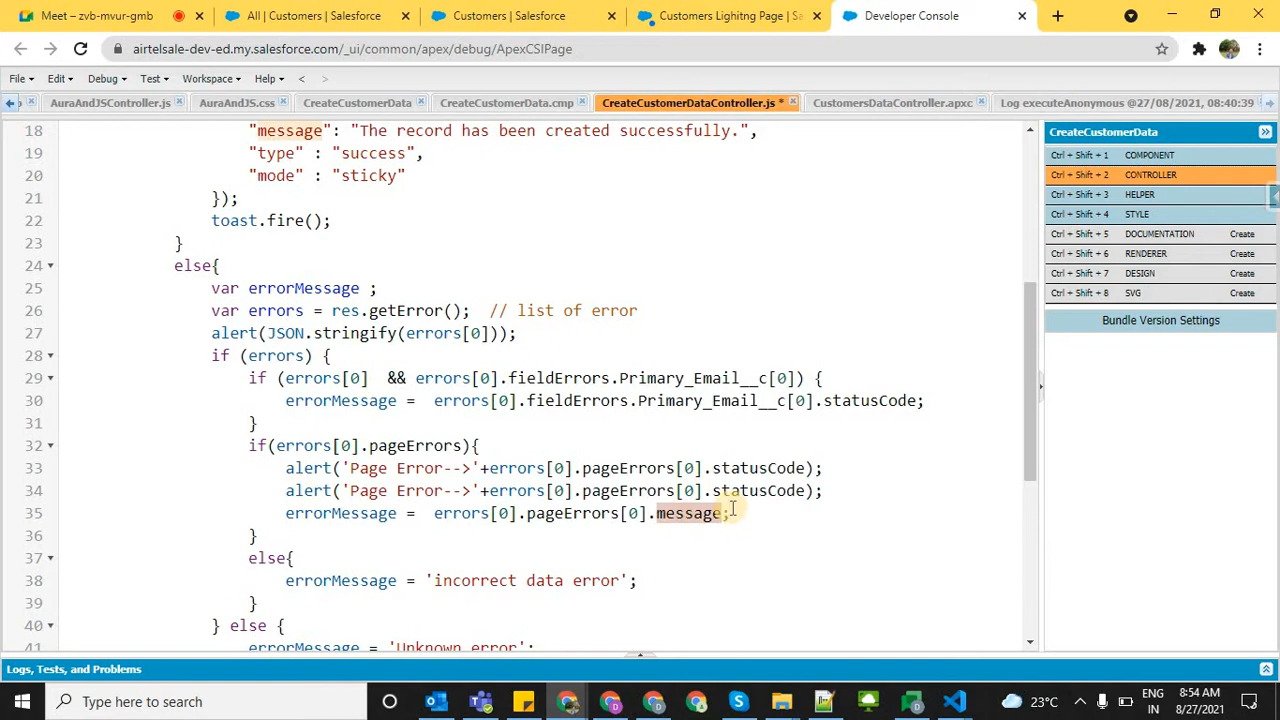 Meet – zvb-mvur-gmb
All | Customers | Salesforce
Customers | Salesforce
Customers Lighitng Page | Sa
Developer Console
airtelsale-dev-ed.my.salesforce.com/_ui/common/apex/debug/ApexCSIPage
File Edit Debug Test Workspace Help < >
AuraAndJSController.js
AuraAndJS.css
CreateCustomerData
CreateCustomerData.cmp
CreateCustomerDataController.js *
CustomersDataController.apxc
Log executeAnonymous @27/08/2021, 08:40:39
18 "message": "The record has been created successfully.",
19 "type" : "success",
20 "mode" : "sticky"
21 });
22 toast.fire();
23 }
24 else{
25 var errorMessage ;
26 var errors = res.getError(); // list of error
27 alert(JSON.stringify(errors[0]));
28 if (errors) {
29 if (errors[0] && errors[0].fieldErrors.Primary_Email__c[0]) {
30 errorMessage = errors[0].fieldErrors.Primary_Email__c[0].statusCode;
31 }
32 if(errors[0].pageErrors){
33 alert('Page Error-->'+errors[0].pageErrors[0].statusCode);
34 alert('Page Error-->'+errors[0].pageErrors[0].statusCode);
35 errorMessage = errors[0].pageErrors[0].message;
36 }
37 else{
38 errorMessage = 'incorrect data error';
39 }
40 } else {
41 errorMessage = 'Unknown error';
CreateCustomerData
Ctrl + Shift + 1 COMPONENT
Ctrl + Shift + 2 CONTROLLER
Ctrl + Shift + 3 HELPER
Ctrl + Shift + 4 STYLE
Ctrl + Shift + 5 DOCUMENTATION Create
Ctrl + Shift + 6 RENDERER Create
Ctrl + Shift + 7 DESIGN Create
Ctrl + Shift + 8 SVG Create
Bundle Version Settings
Logs, Tests, and Problems
Type here to search
23°C
ENG
IN
8:54 AM
8/27/2021